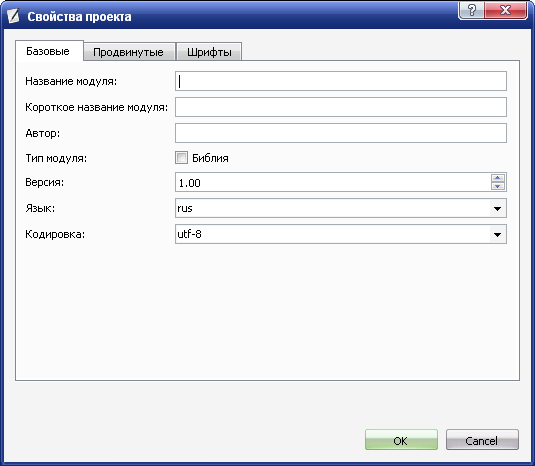 Свойства проекта
Базовые Продвинутые Шрифты
Название модуля:
Короткое название модуля:
Автор:
Тип модуля: Библия
Версия: 1.00
Язык: rus
Кодировка: utf-8
OK Cancel